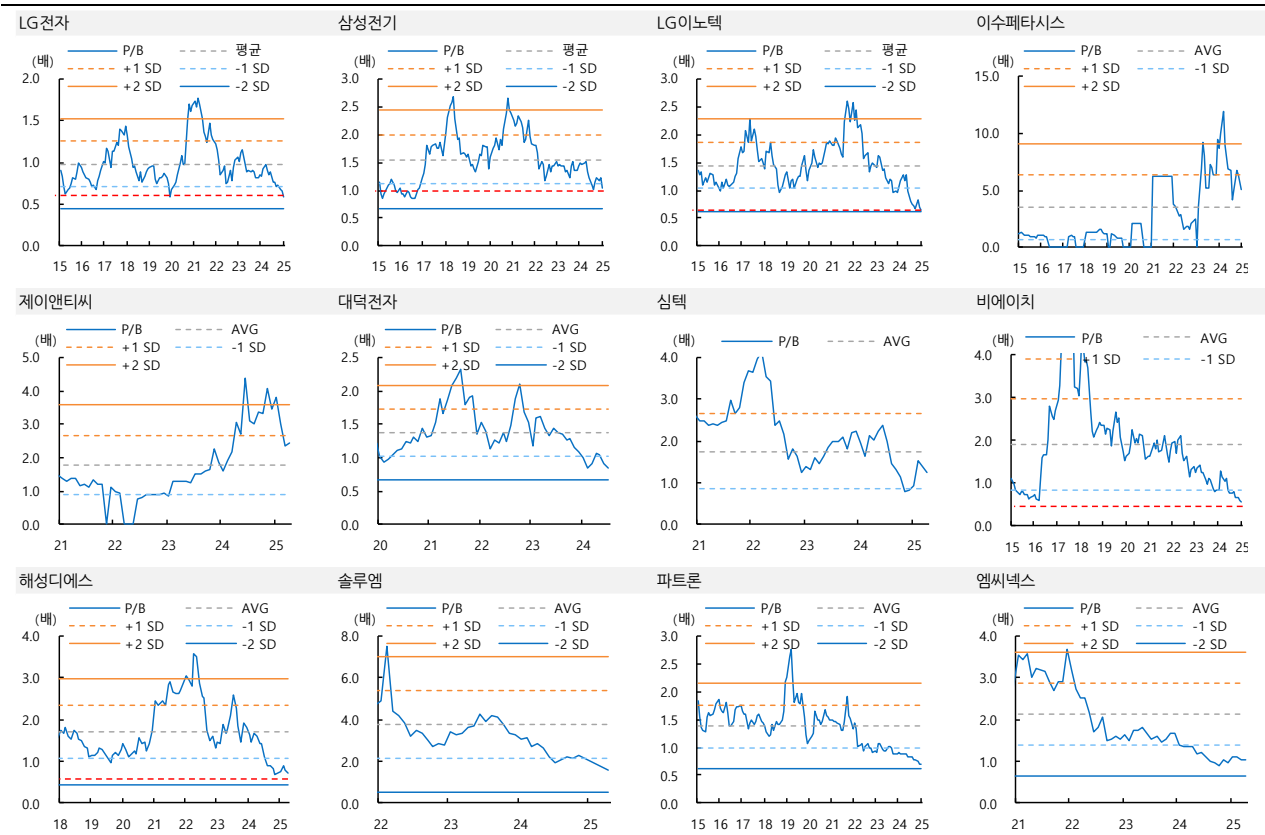 LG전자
(배)
P/B
평균
+1 SD
-1 SD
+2 SD
-2 SD
2.0
1.5
1.0
0.5
0.0
15 16 17 18 19 20 21 22 23 24 25
삼성전기
(배)
P/B
평균
+1 SD
-1 SD
+2 SD
-2 SD
3.0
2.5
2.0
1.5
1.0
0.5
0.0
15 16 17 18 19 20 21 22 23 24 25
LG이노텍
(배)
P/B
평균
+1 SD
-1 SD
+2 SD
-2 SD
3.0
2.5
2.0
1.5
1.0
0.5
0.0
15 16 17 18 19 20 21 22 23 24 25
이수페타시스
(배)
P/B
AVG
+1 SD
-1 SD
+2 SD
15.0
10.0
5.0
0.0
15 16 17 18 19 20 21 22 23 24 25
제이앤티씨
(배)
P/B
AVG
+1 SD
-1 SD
+2 SD
5.0
4.0
3.0
2.0
1.0
0.0
21 22 23 24 25
대덕전자
(배)
P/B
AVG
+1 SD
-1 SD
+2 SD
-2 SD
2.5
2.0
1.5
1.0
0.5
0.0
20 21 22 23 24
심텍
(배)
P/B
AVG
4.0
3.0
2.0
1.0
0.0
21 22 23 24 25
비에이치
(배)
P/B
AVG
+1 SD
-1 SD
4.0
3.0
2.0
1.0
0.0
15 16 17 18 19 20 21 22 23 24 25
해성디에스
(배)
P/B
AVG
+1 SD
-1 SD
+2 SD
-2 SD
4.0
3.0
2.0
1.0
0.0
18 19 20 21 22 23 24 25
솔루엠
(배)
P/B
AVG
+1 SD
-1 SD
+2 SD
-2 SD
8.0
6.0
4.0
2.0
0.0
22 23 24 25
파트론
(배)
P/B
AVG
+1 SD
-1 SD
+2 SD
-2 SD
3.0
2.5
2.0
1.5
1.0
0.5
0.0
15 16 17 18 19 20 21 22 23 24 25
엠씨넥스
(배)
P/B
AVG
+1 SD
-1 SD
+2 SD
-2 SD
4.0
3.0
2.0
1.0
0.0
21 22 23 24 25